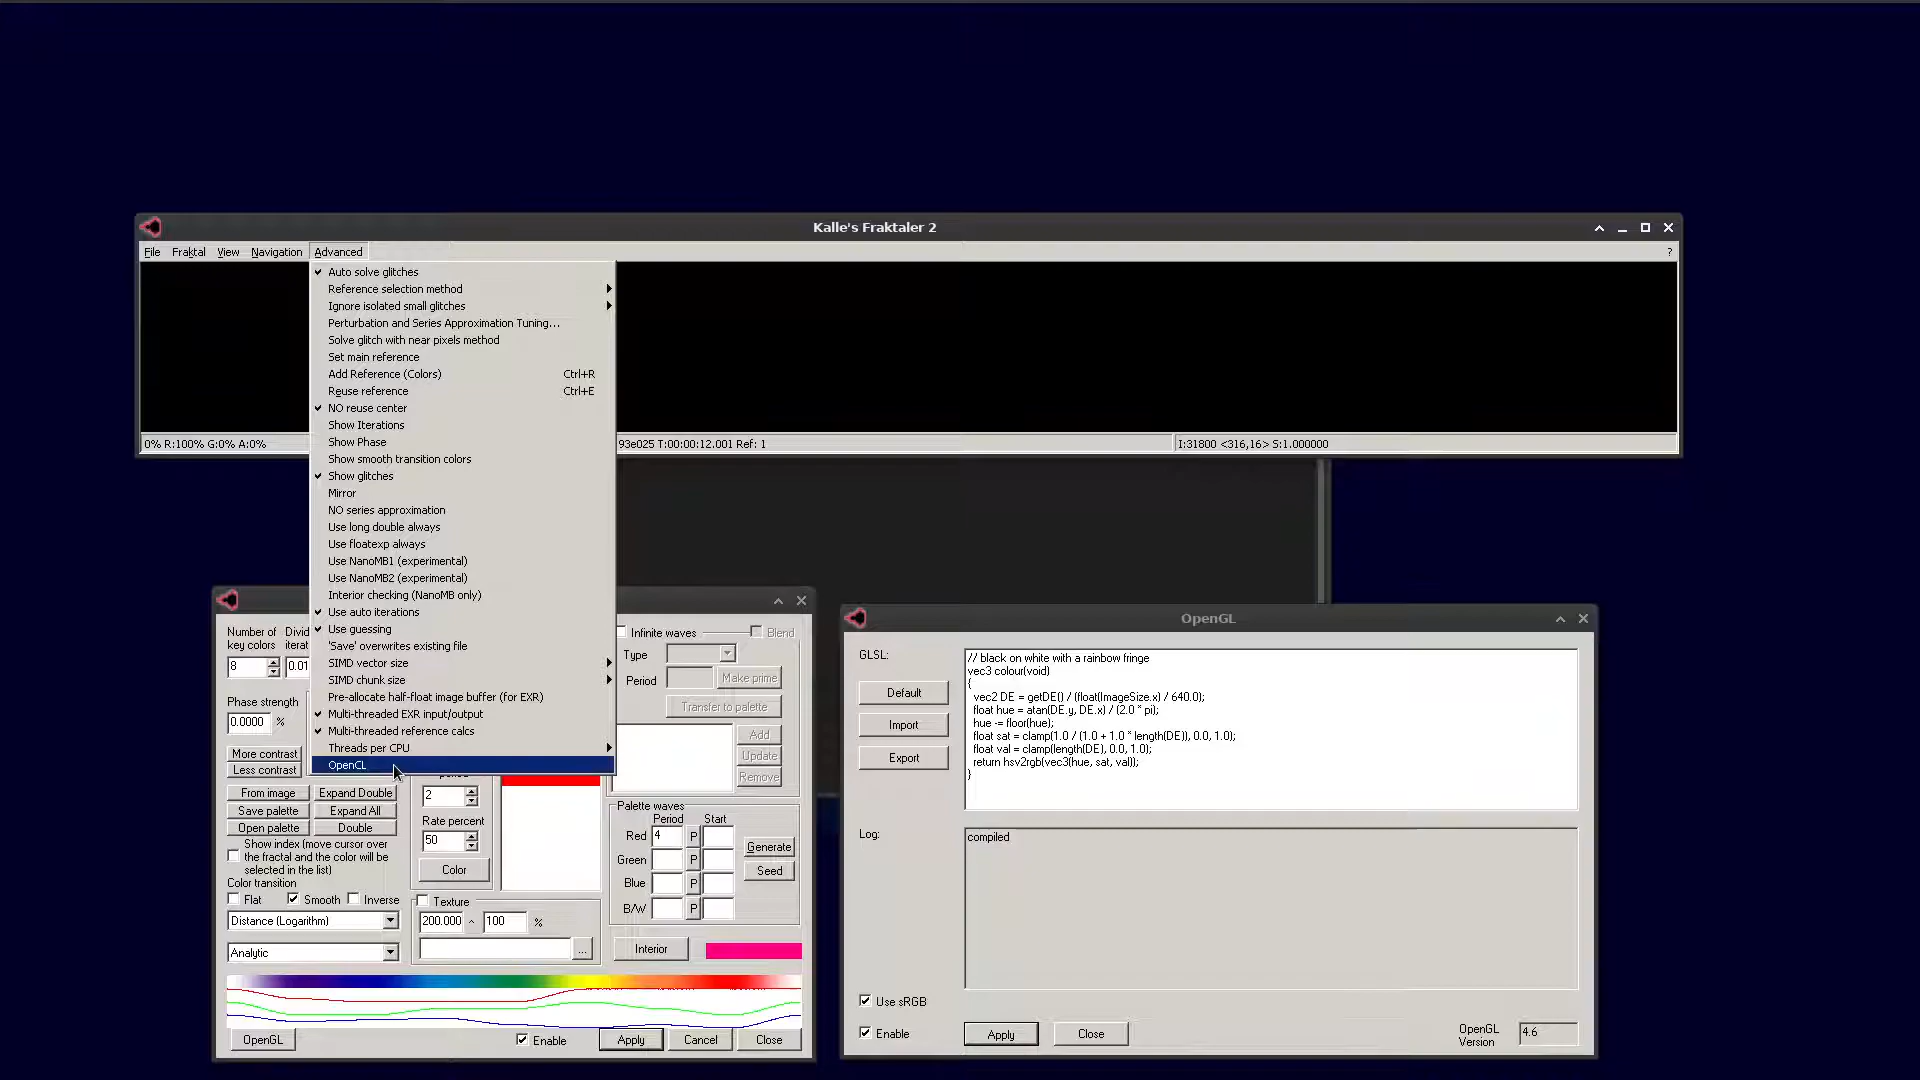 Kalle's Fraktaler 2
File Fraktal View Navigation Advanced ?
Auto solve glitches
Reference selection method
Ignore isolated small glitches
Perturbation and Series Approximation Tuning...
Solve glitch with near pixels method
Set main reference
Add Reference (Colors) Ctrl+R
Reuse reference Ctrl+E
NO reuse center
Show Iterations
Show Phase
Show smooth transition colors
Show glitches
Mirror
NO series approximation
Use long double always
Use floatexp always
Use NanoMB1 (experimental)
Use NanoMB2 (experimental)
Interior checking (NanoMB only)
Use auto iterations
Use guessing
'Save' overwrites existing file
SIMD vector size
SIMD chunk size
Pre-allocate half-float image buffer (for EXR)
Multi-threaded EXR input/output
Multi-threaded reference calcs
Threads per CPU
OpenCL
0% R:100% G:0% A:0% 93e025 T:00:00:12.001 Ref: 1 I:31800 <316,16> S:1.000000
Number of
key colors
8
Divid
iterat
0.01
Phase strength
0.0000 %
More contrast
Less contrast
From image Expand Double
Save palette Expand All
Open palette Double
Show index (move cursor over
the fractal and the color will be
selected in the list)
Color transition
Flat Smooth Inverse
Distance (Logarithm)
Analytic
2
Rate percent
50
Color
Texture
200.000 ^ 100 %
...
Infinite waves Blend
Type
Period Make prime
Transfer to palette
Add
Update
Remove
Palette waves
Period Start
Red 4 P
Green P
Blue P
B/W P
Generate
Seed
Interior
OpenGL Enable Apply Cancel Close
OpenGL
GLSL:
Default
Import
Export
// black on white with a rainbow fringe
vec3 colour(void)
{
vec2 DE = getDE() / (float(ImageSize.x) / 640.0);
float hue = atan(DE.y, DE.x) / (2.0 * pi);
hue -= floor(hue);
float sat = clamp(1.0 / (1.0 + 1.0 * length(DE)), 0.0, 1.0);
float val = clamp(length(DE), 0.0, 1.0);
return hsv2rgb(vec3(hue, sat, val));
}
Log:
compiled
Use sRGB
Enable Apply Close
OpenGL
Version
4.6